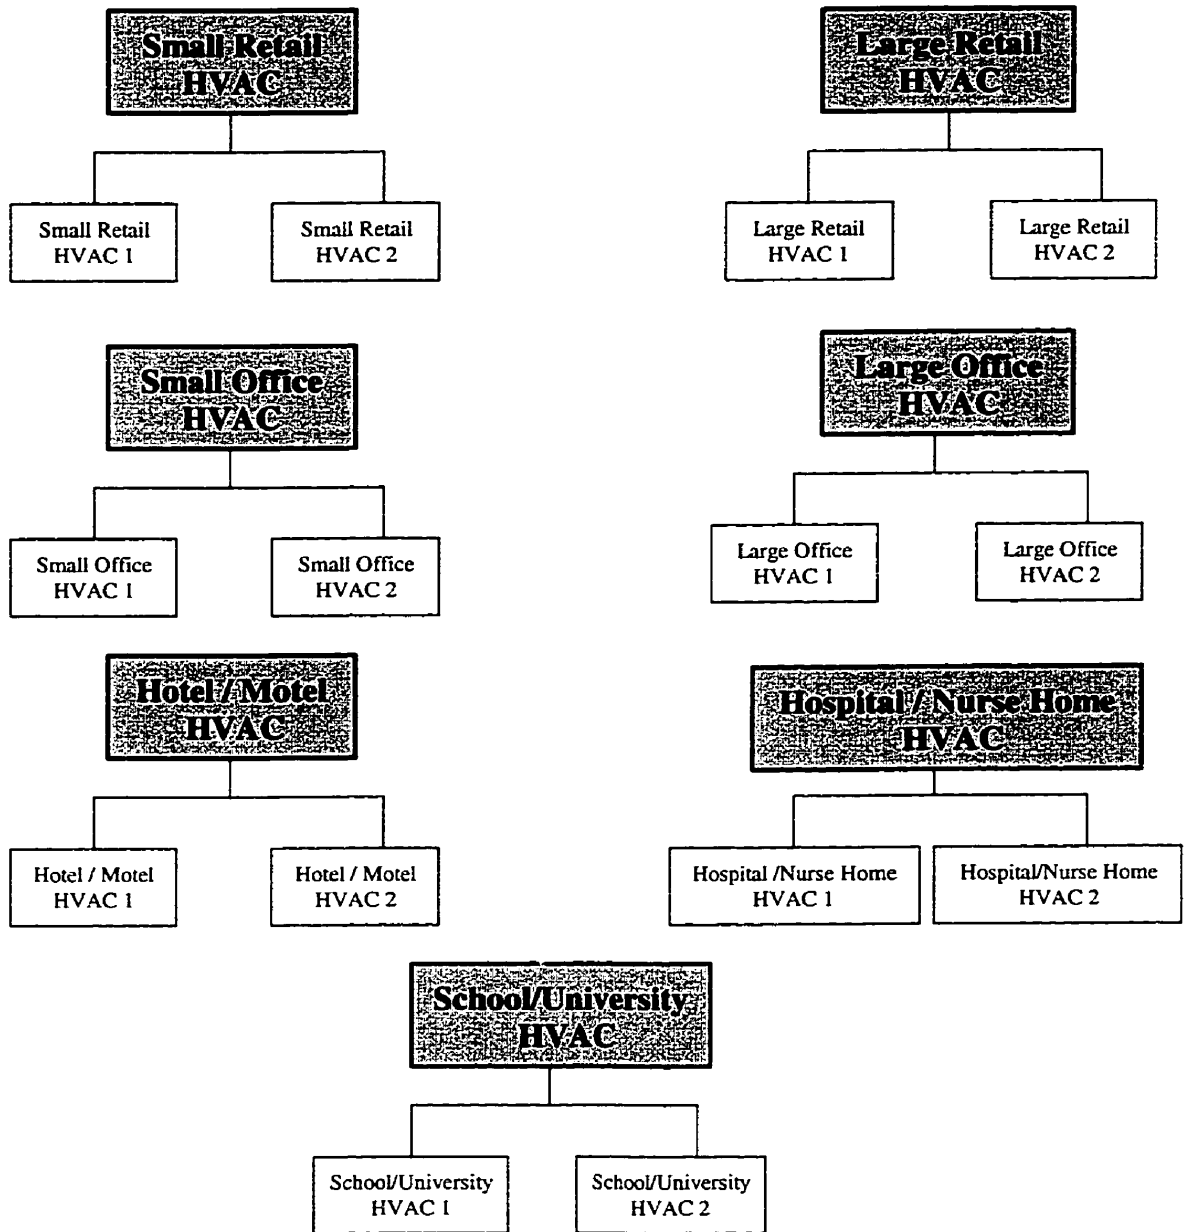 Small Retail
HVAC
Large Retail
HVAC
Small Retail
HVAC 1
Small Retail
HVAC 2
Large Retail
HVAC 1
Large Retail
HVAC 2
Small Office
HVAC
Large Office
HVAC
Small Office
HVAC 1
Small Office
HVAC 2
Large Office
HVAC 1
Large Office
HVAC 2
Hotel / Motel
HVAC
Hospital / Nurse Home
HVAC
Hotel / Motel
HVAC 1
Hotel / Motel
HVAC 2
Hospital /Nurse Home
HVAC 1
Hospital/Nurse Home
HVAC 2
School/University
HVAC
School/University
HVAC 1
School/University
HVAC 2